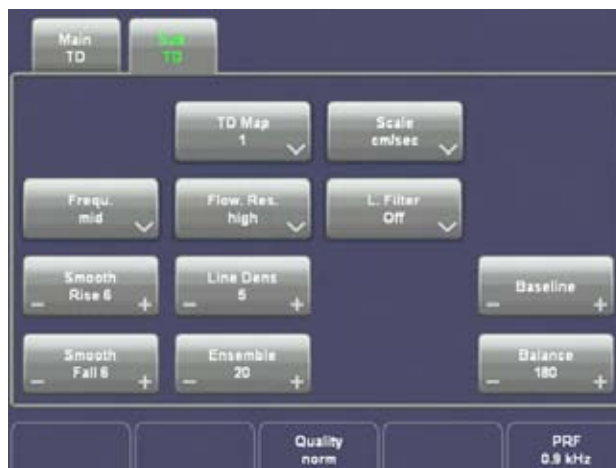 Main
TD
Sub
TD
TD Map
1
Scale
cm/sec
Frequ.
mid
Flow. Res.
high
L. Filter
Off
Smooth
Rise 6
- +
Line Dens
5
- +
Baseline
- +
Smooth
Fall 6
- +
Ensemble
20
- +
Balance
180
- +
Quality
norm
PRF
0.9 kHz